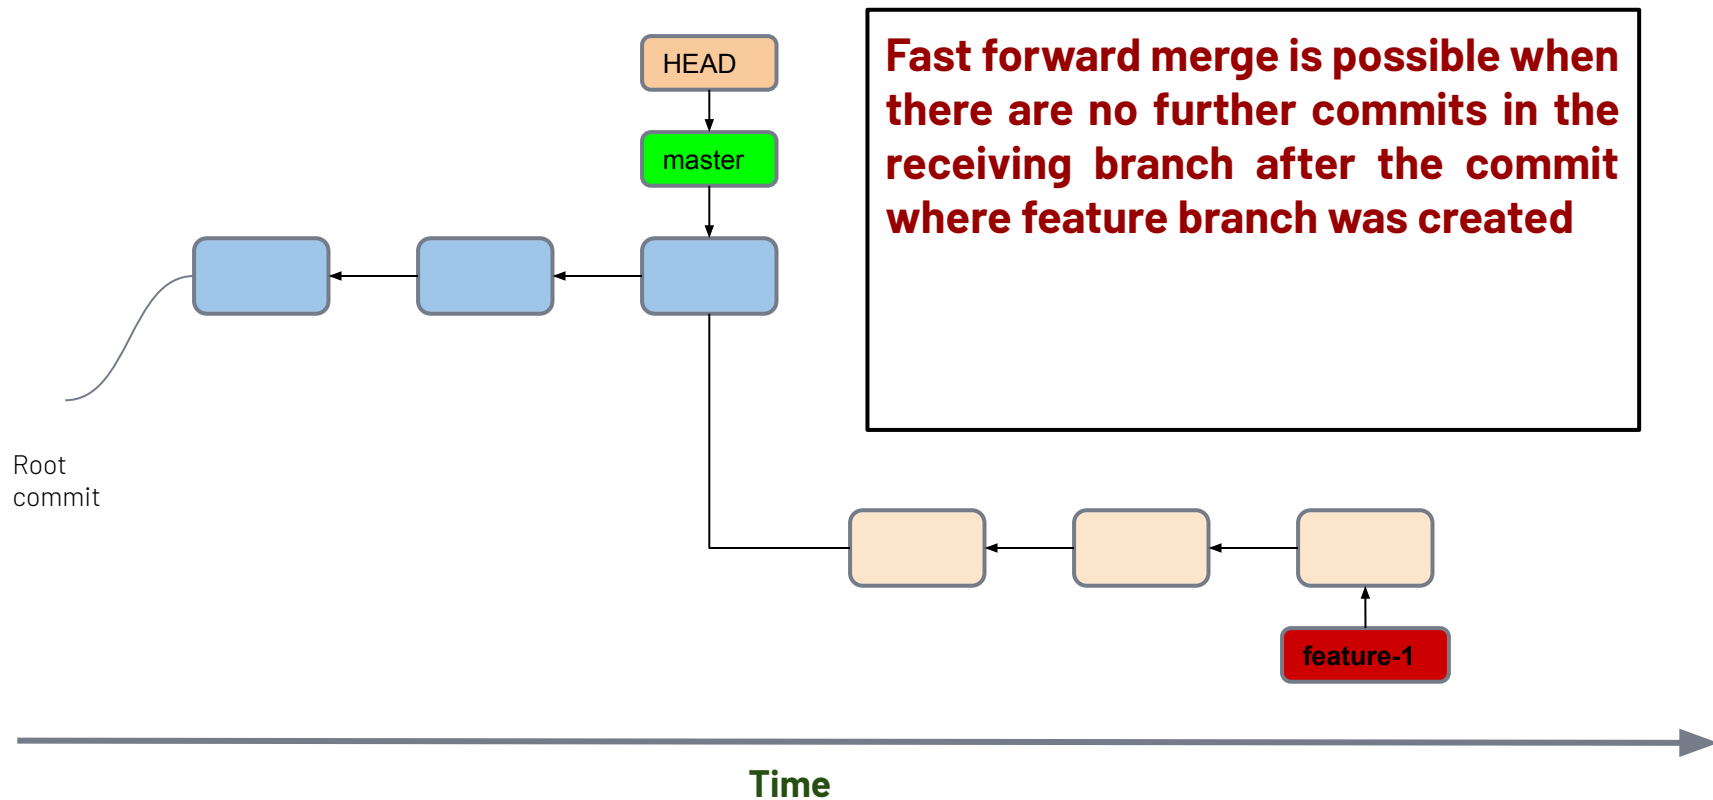 HEAD
master
Fast forward merge is possible when
there are no further commits in the
receiving branch after the commit
where feature branch was created
Root
commit
feature-1
Time